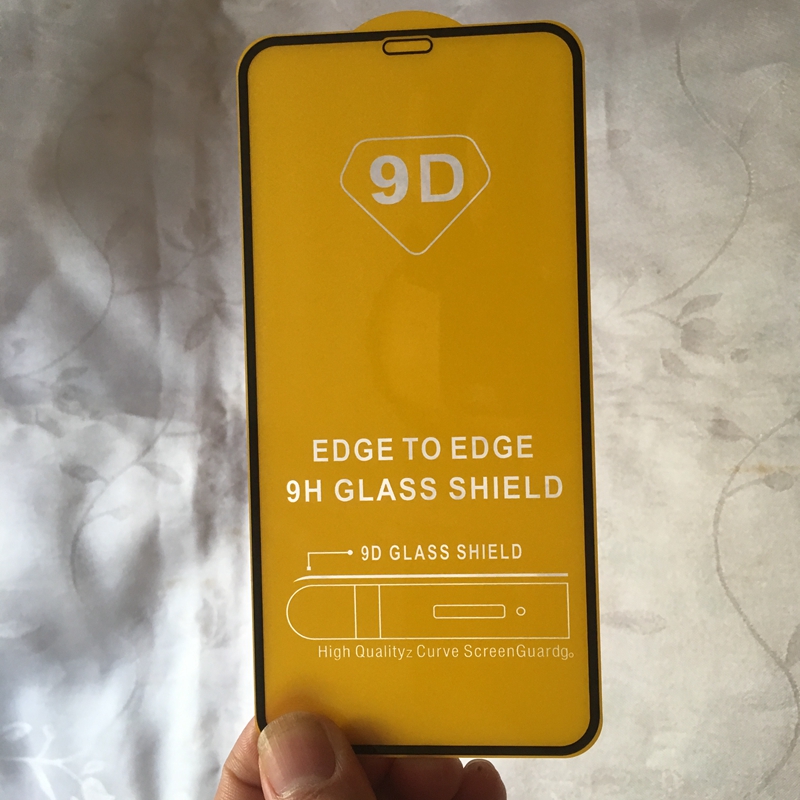 9D
EDGE TO EDGE
9H GLASS SHIELD
9D GLASS SHIELD
High Qualityz Curve ScreenGuardg。